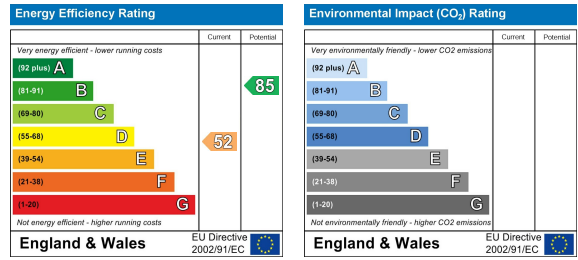 Energy Efficiency Rating
Current Potential
Very energy efficient - lower running costs
(92 plus) A
(81-91) B
85
(69-80) C
(55-68) D
52
(39-54) E
(21-38) F
(1-20) G
Not energy efficient - higher running costs
England & Wales
EU Directive
2002/91/EC
Environmental Impact (CO2) Rating
Current Potential
Very environmentally friendly - lower CO2 emissions
(92 plus) A
(81-91) B
(69-80) C
(55-68) D
(39-54) E
(21-38) F
(1-20) G
Not environmentally friendly - higher CO2 emissions
England & Wales
EU Directive
2002/91/EC